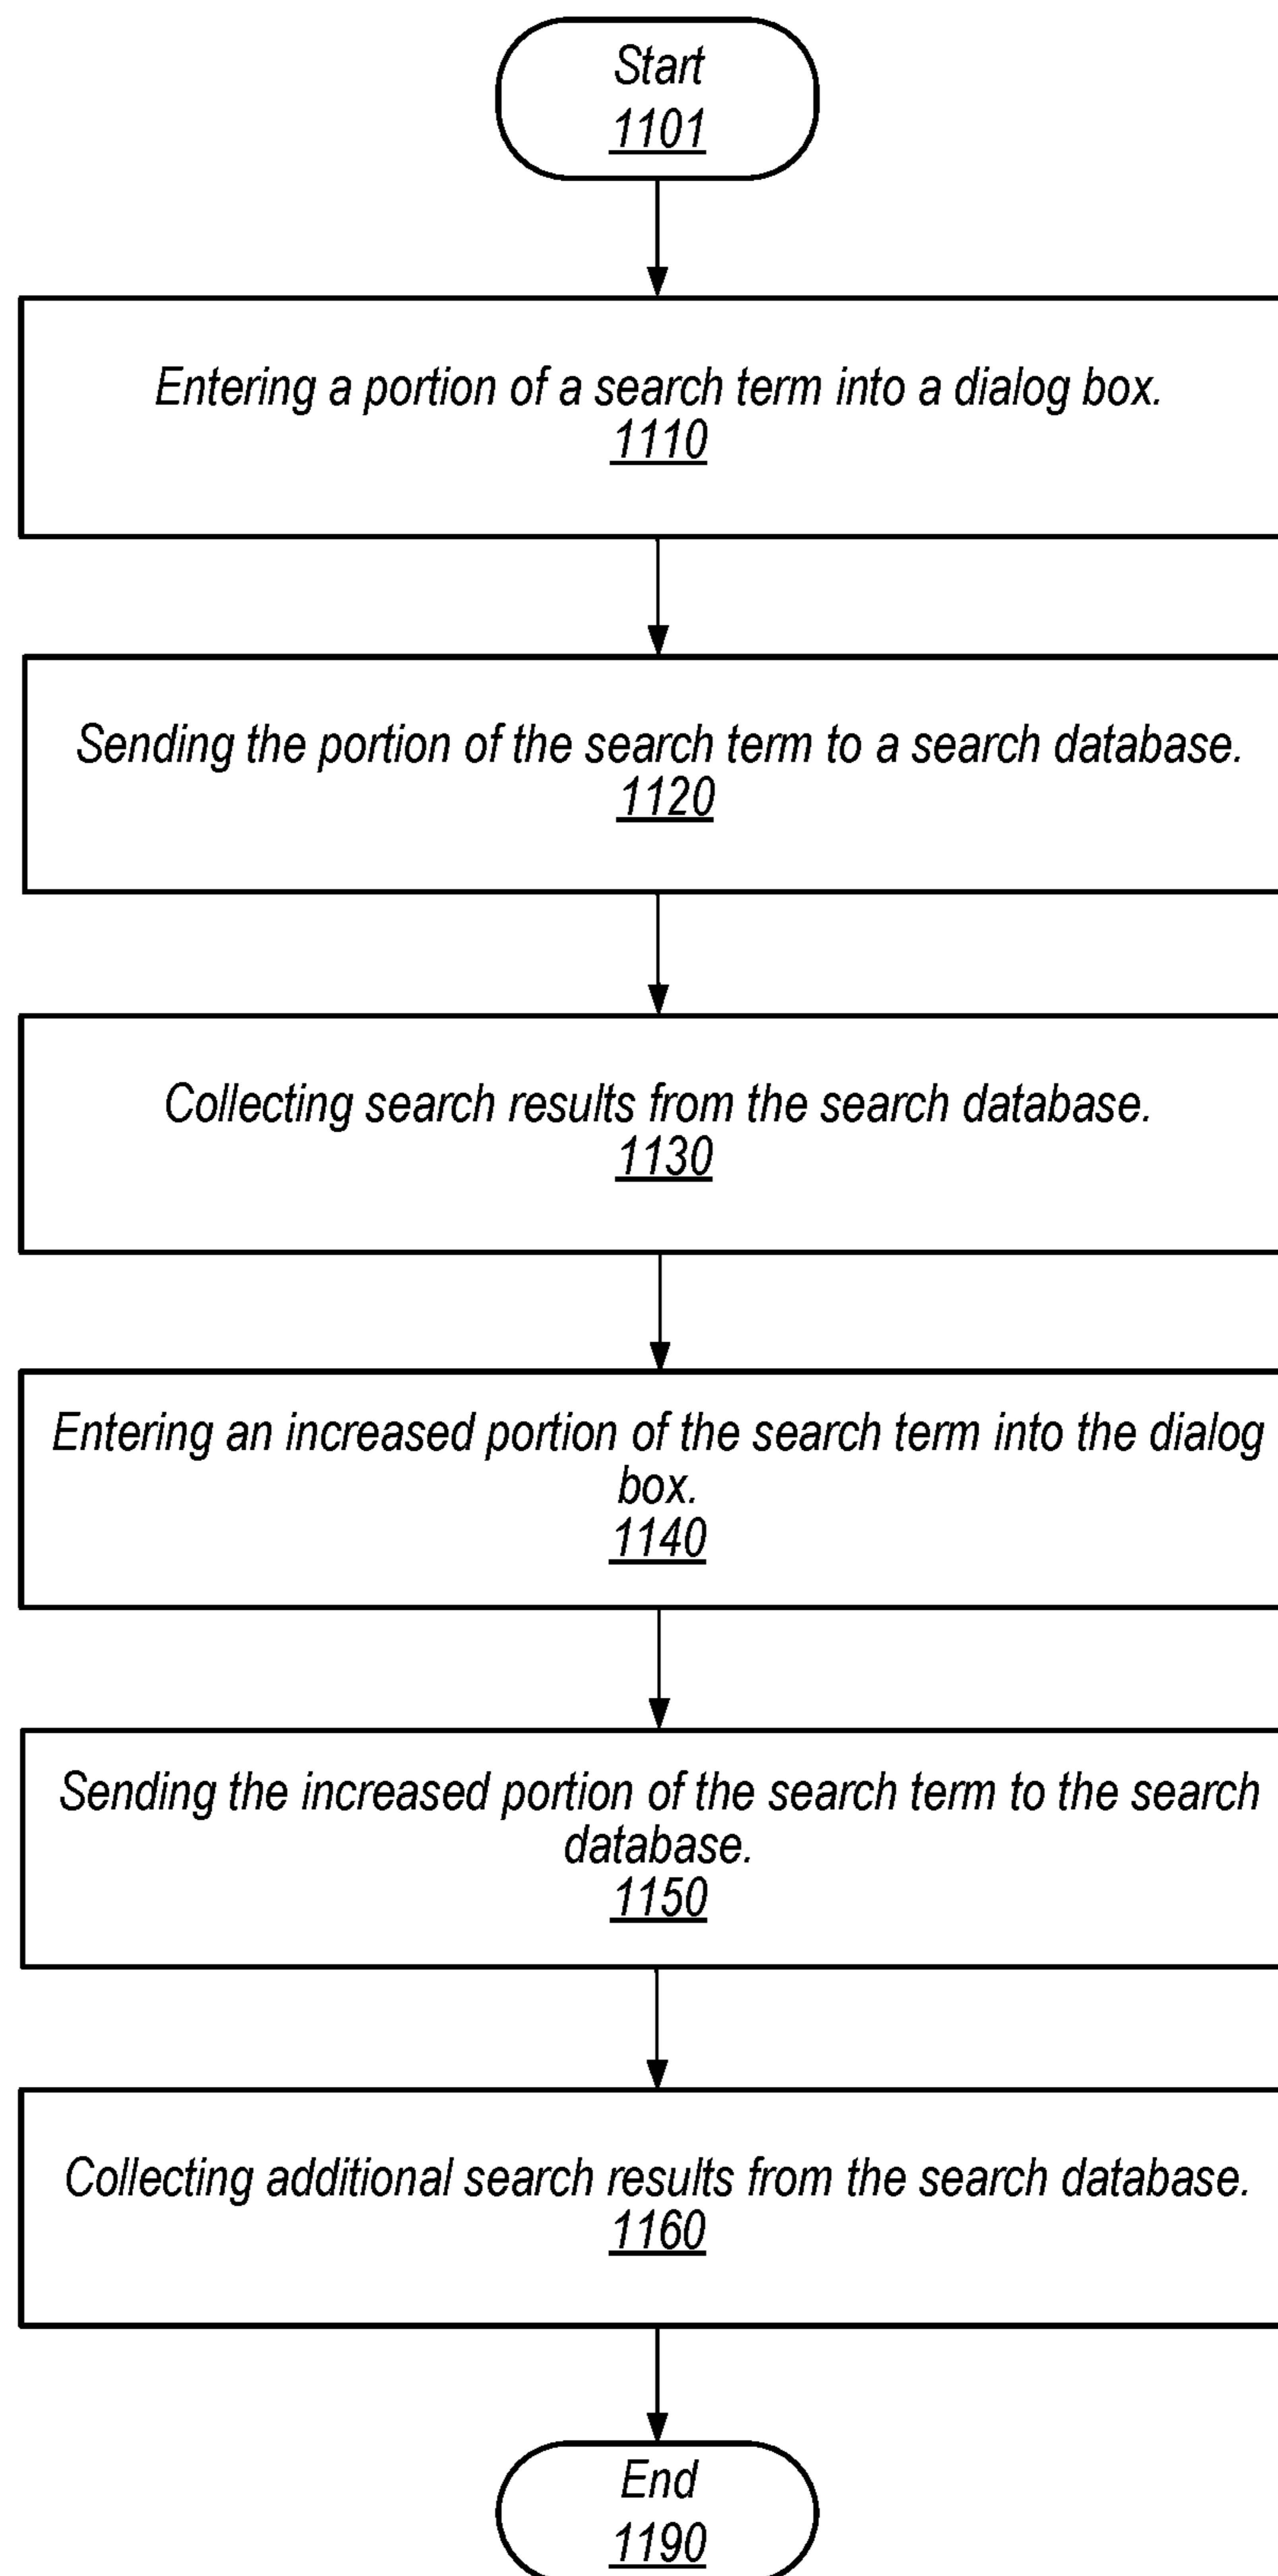 Start
1101
Entering a portion of a search term into a dialog box.
1110
Sending the portion of the search term to a search database.
1120
Collecting search results from the search database.
1130
Entering an increased portion of the search term into the dialog
box.
1140
Sending the increased portion of the search term to the search
database.
1150
Collecting additional search results from the search database.
1160
End
1190